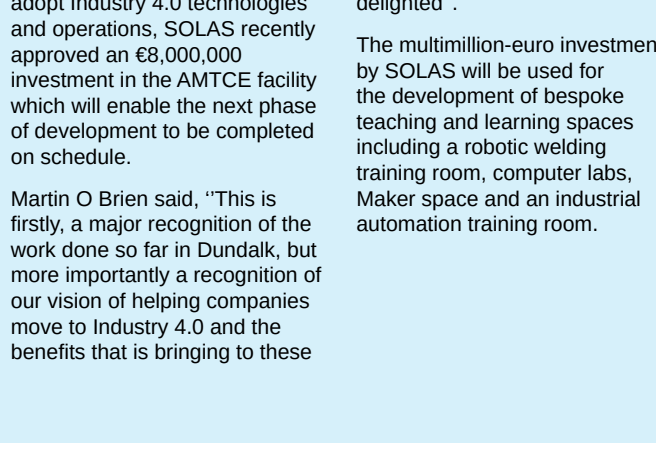 adopt Industry 4.0 technologies
and operations, SOLAS recently
approved an €8,000,000
investment in the AMTCE facility
which will enable the next phase
of development to be completed
on schedule.
Martin O Brien said, ‘’This is
firstly, a major recognition of the
work done so far in Dundalk, but
more importantly a recognition of
our vision of helping companies
move to Industry 4.0 and the
benefits that is bringing to these
delighted”.
The multimillion-euro investmen
by SOLAS will be used for
the development of bespoke
teaching and learning spaces
including a robotic welding
training room, computer labs,
Maker space and an industrial
automation training room.